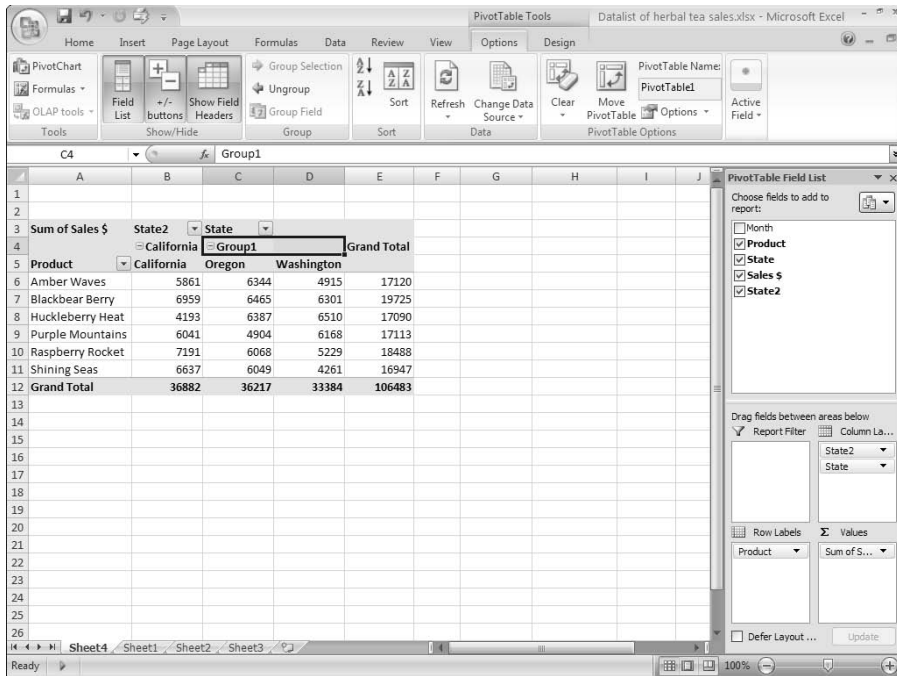 PivotTable Tools Datalist of herbal tea sales.xlsx - Microsoft Excel
Home Insert Page Layout Formulas Data Review View Options Design
PivotChart
Formulas
OLAP tools
Tools
Field List
+/- buttons
Show Field Headers
Show/Hide
Group Selection
Ungroup
Group Field
Group
Sort
Sort
Refresh
Change Data Source
Data
Clear
Move PivotTable
PivotTable Name:
PivotTable1
Options
PivotTable Options
Active Field
C4 fx Group1
A B C D E F G H I J
1
2
3 Sum of Sales $ State2 State
4 California Group1 Grand Total
5 Product California Oregon Washington
6 Amber Waves 5861 6344 4915 17120
7 Blackbear Berry 6959 6465 6301 19725
8 Huckleberry Heat 4193 6387 6510 17090
9 Purple Mountains 6041 4904 6168 17113
10 Raspberry Rocket 7191 6068 5229 18488
11 Shining Seas 6637 6049 4261 16947
12 Grand Total 36882 36217 33384 106483
13
14
15
16
17
18
19
20
21
22
23
24
25
26
PivotTable Field List
Choose fields to add to report:
Month
Product
State
Sales $
State2
Drag fields between areas below
Report Filter Column La...
State2
State
Row Labels Σ Values
Product Sum of S...
Defer Layout ... Update
Sheet4 Sheet1 Sheet2 Sheet3
Ready 100%